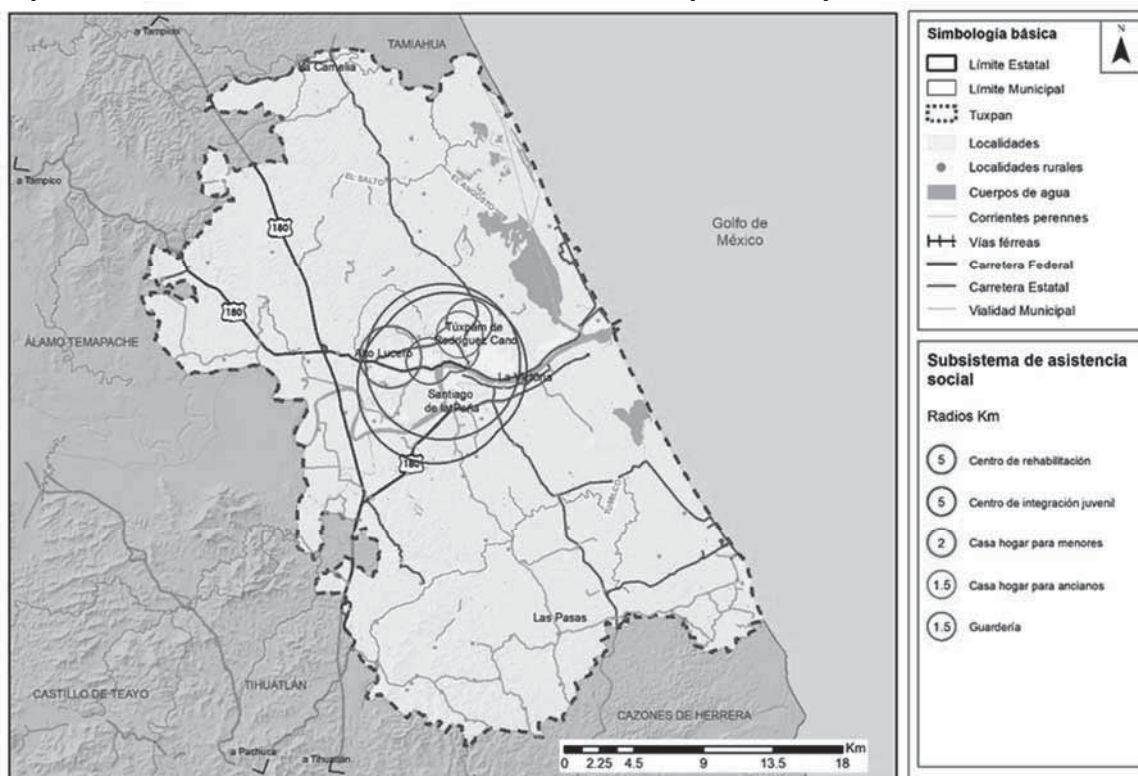 a Tampico
TAMIAHUA
La Camelia
a Tampico
EL SALTO
EL ANGOSTO
180
Golfo de
México
180
ÁLAMO TEMAPACHE
Túxpam de
Rodríguez Cano
Alto Lucero
La Victoria
Santiago
de la Peña
180
Las Pasas
CASTILLO DE TEAYO
TIHUATLÁN
CAZONES DE HERRERA
a Pachuca
a Tihuatlán
Km
0 2.25 4.5 9 13.5 18
Simbología básica
N
Límite Estatal
Límite Municipal
Tuxpan
Localidades
Localidades rurales
Cuerpos de agua
Corrientes perennes
Vías férreas
Carretera Federal
Carretera Estatal
Vialidad Municipal
Subsistema de asistencia
social
Radios Km
5 Centro de rehabilitación
5 Centro de integración juvenil
2 Casa hogar para menores
1.5 Casa hogar para ancianos
1.5 Guardería